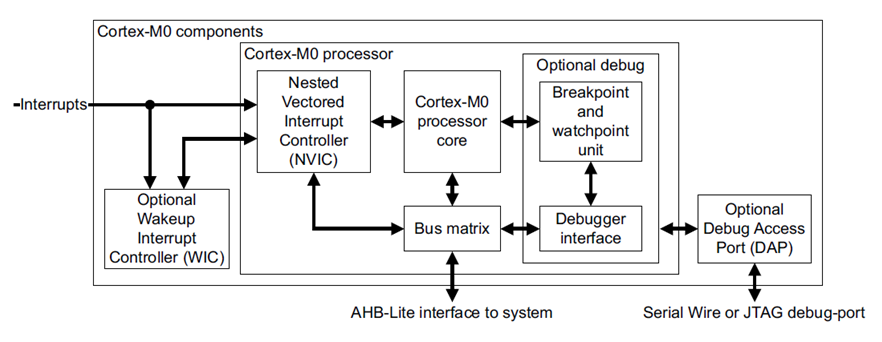 Cortex-M0 components
Cortex-M0 processor
Optional debug
Interrupts
Nested
Vectored
Interrupt
Controller
(NVIC)
Cortex-M0
processor
core
Breakpoint
and
watchpoint
unit
Optional
Wakeup
Interrupt
Controller (WIC)
Bus matrix
Debugger
interface
Optional
Debug Access
Port (DAP)
AHB-Lite interface to system
Serial Wire or JTAG debug-port